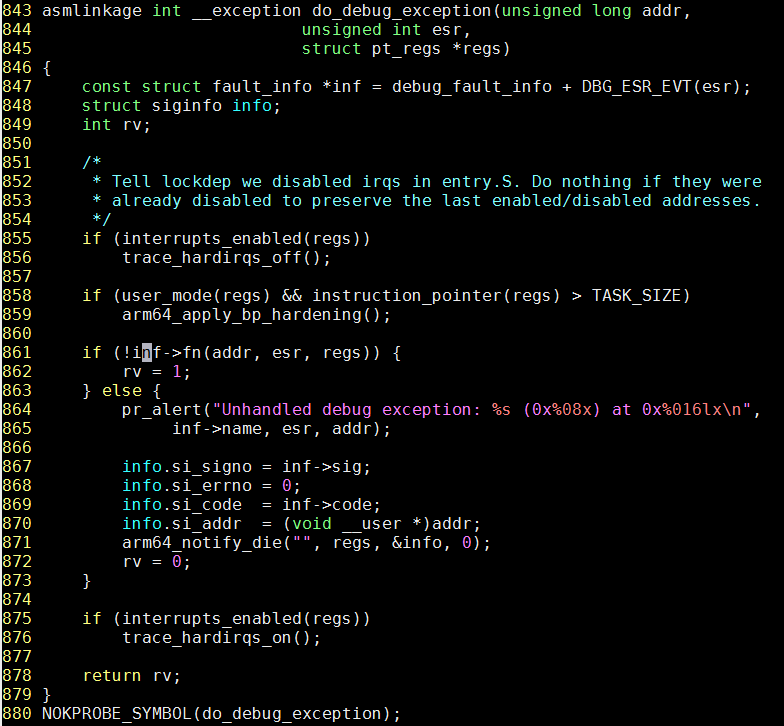 843 asmlinkage int __exception do_debug_exception(unsigned long addr,
844                           unsigned int esr,
845                           struct pt_regs *regs)
846 {
847     const struct fault_info *inf = debug_fault_info + DBG_ESR_EVT(esr);
848     struct siginfo info;
849     int rv;
850
851     /*
852      * Tell lockdep we disabled irqs in entry.S. Do nothing if they were
853      * already disabled to preserve the last enabled/disabled addresses.
854      */
855     if (interrupts_enabled(regs))
856         trace_hardirqs_off();
857
858     if (user_mode(regs) && instruction_pointer(regs) > TASK_SIZE)
859         arm64_apply_bp_hardening();
860
861     if (!inf->fn(addr, esr, regs)) {
862         rv = 1;
863     } else {
864         pr_alert("Unhandled debug exception: %s (0x%08x) at 0x%016lx\n",
865              inf->name, esr, addr);
866
867         info.si_signo = inf->sig;
868         info.si_errno = 0;
869         info.si_code  = inf->code;
870         info.si_addr  = (void __user *)addr;
871         arm64_notify_die("", regs, &info, 0);
872         rv = 0;
873     }
874
875     if (interrupts_enabled(regs))
876         trace_hardirqs_on();
877
878     return rv;
879 }
880 NOKPROBE_SYMBOL(do_debug_exception);